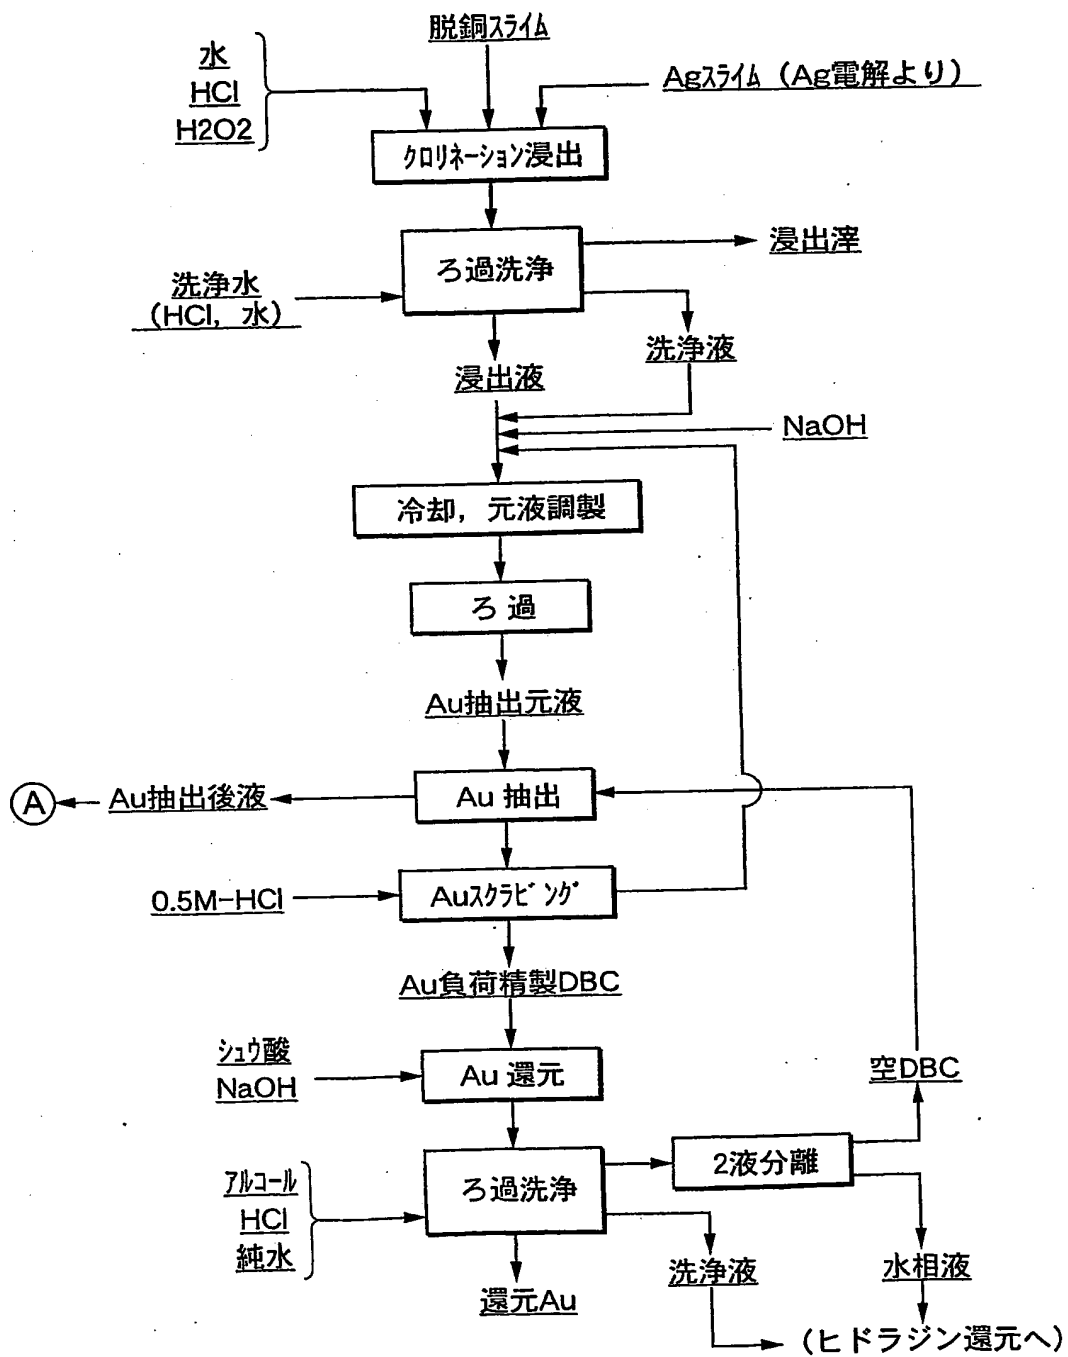 脱銅スライム
水
HCl
H2O2
Agスライム（Ag電解より）
クロリネーション浸出
ろ過洗浄
浸出滓
洗浄水
（HCl，水）
洗浄液
浸出液
NaOH
冷却，元液調製
ろ過
Au抽出元液
Au 抽出
Au抽出後液
A
0.5M-HCl
Auスクラビング
Au負荷精製DBC
シュウ酸
NaOH
Au 還元
空DBC
2液分離
アルコール
HCl
純水
ろ過洗浄
洗浄液
水相液
還元Au
（ヒドラジン還元へ）